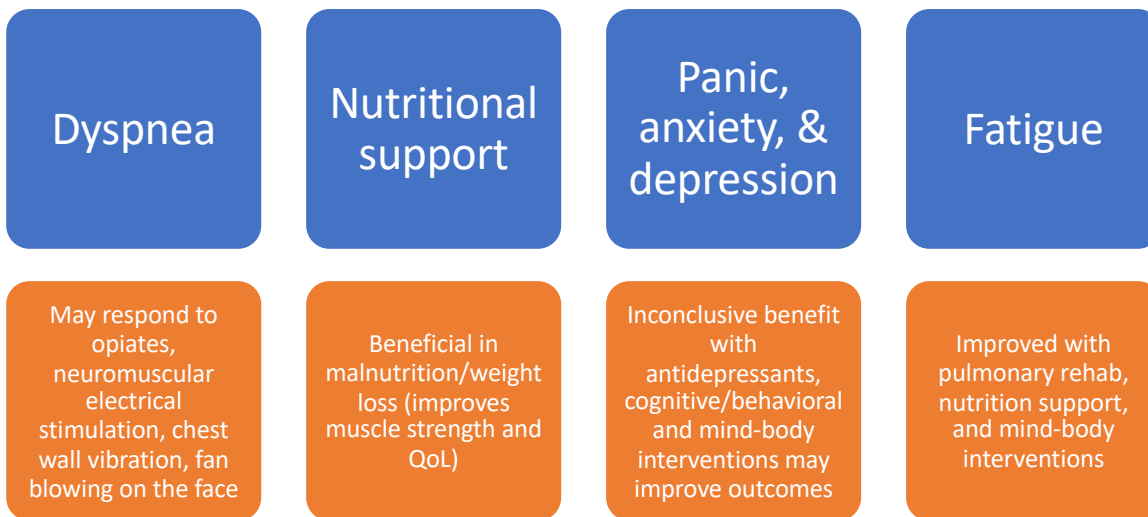 Dyspnea
Nutritional
support
Panic,
anxiety, &
depression
Fatigue
May respond to
opiates,
neuromuscular
electrical
stimulation, chest
wall vibration, fan
blowing on the face
Beneficial in
malnutrition/weight
loss (improves
muscle strength and
QoL)
Inconclusive benefit
with
antidepressants,
cognitive/behavioral
and mind-body
interventions may
improve outcomes
Improved with
pulmonary rehab,
nutrition support,
and mind-body
interventions